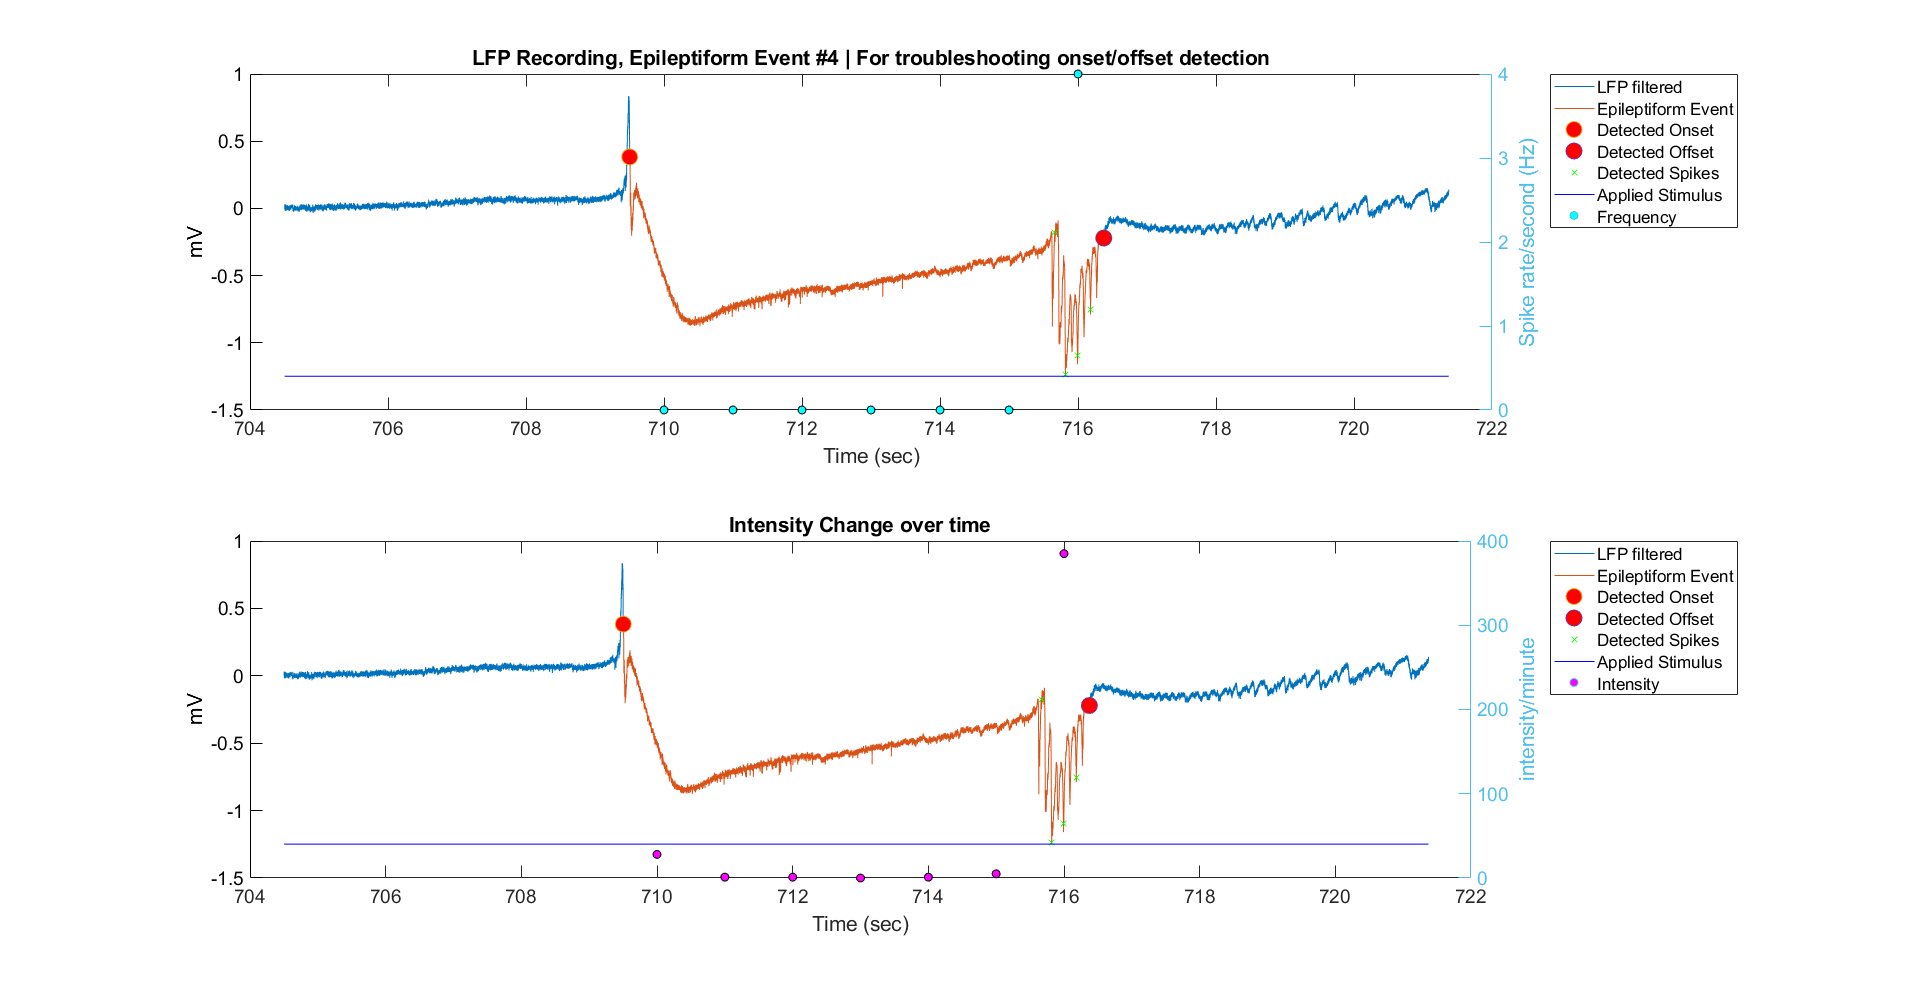 LFP Recording, Epileptiform Event #4 | For troubleshooting onset/offset detection
1
0.5
0
-0.5
-1
-1.5
mV
704 706 708 710 712 714 716 718 720 722
Time (sec)
4
3
2
1
0
Spike rate/second (Hz)
LFP filtered
Epileptiform Event
Detected Onset
Detected Offset
Detected Spikes
Applied Stimulus
Frequency
Intensity Change over time
1
0.5
0
-0.5
-1
-1.5
mV
704 706 708 710 712 714 716 718 720 722
Time (sec)
400
300
200
100
0
intensity/minute
LFP filtered
Epileptiform Event
Detected Onset
Detected Offset
Detected Spikes
Applied Stimulus
Intensity